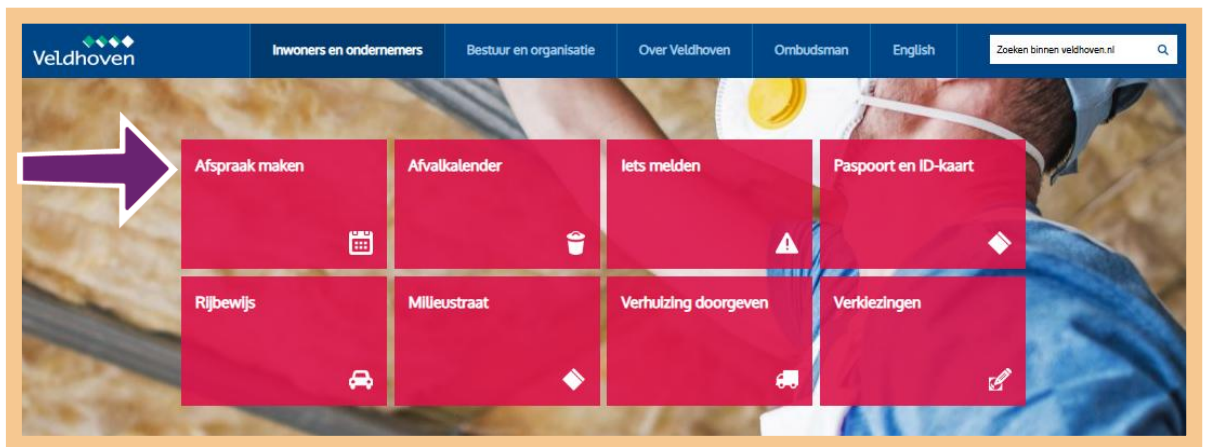 Veldhoven
Inwoners en ondernemers Bestuur en organisatie Over Veldhoven Ombudsman English Zoeken binnen veldhoven.nl
Afspraak maken Afvalkalender Iets melden Paspoort en ID-kaart
Rijbewijs Milieustraat Verhuizing doorgeven Verkiezingen